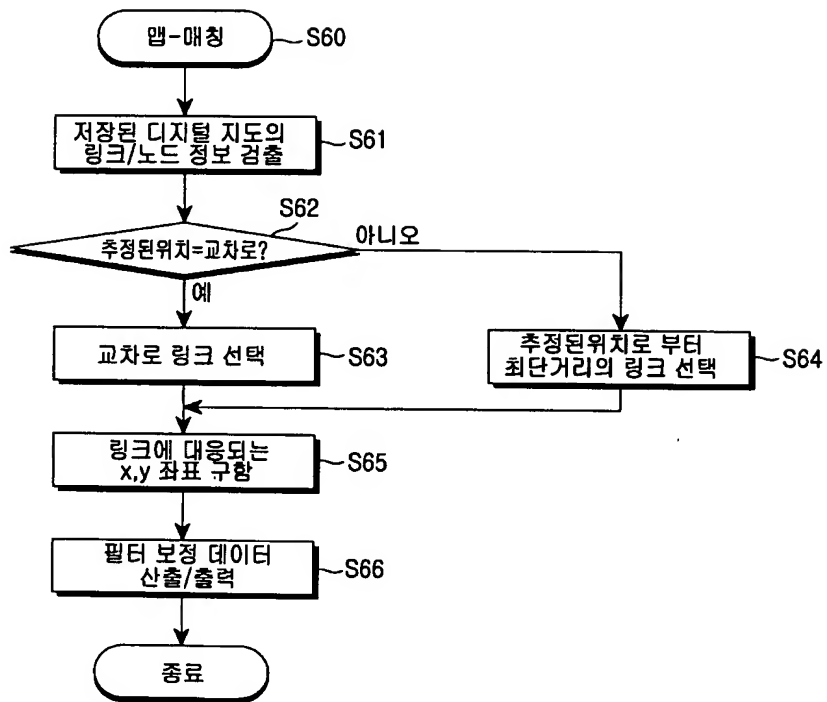 맵-매칭
S60
저장된 디지털 지도의
링크/노드 정보 검출
S61
S62
추정된위치=교차로?
아니오
예
교차로 링크 선택
S63
추정된위치로 부터
최단거리의 링크 선택
S64
링크에 대응되는
x,y 좌표 구함
S65
필터 보정 데이터
산출/출력
S66
종료